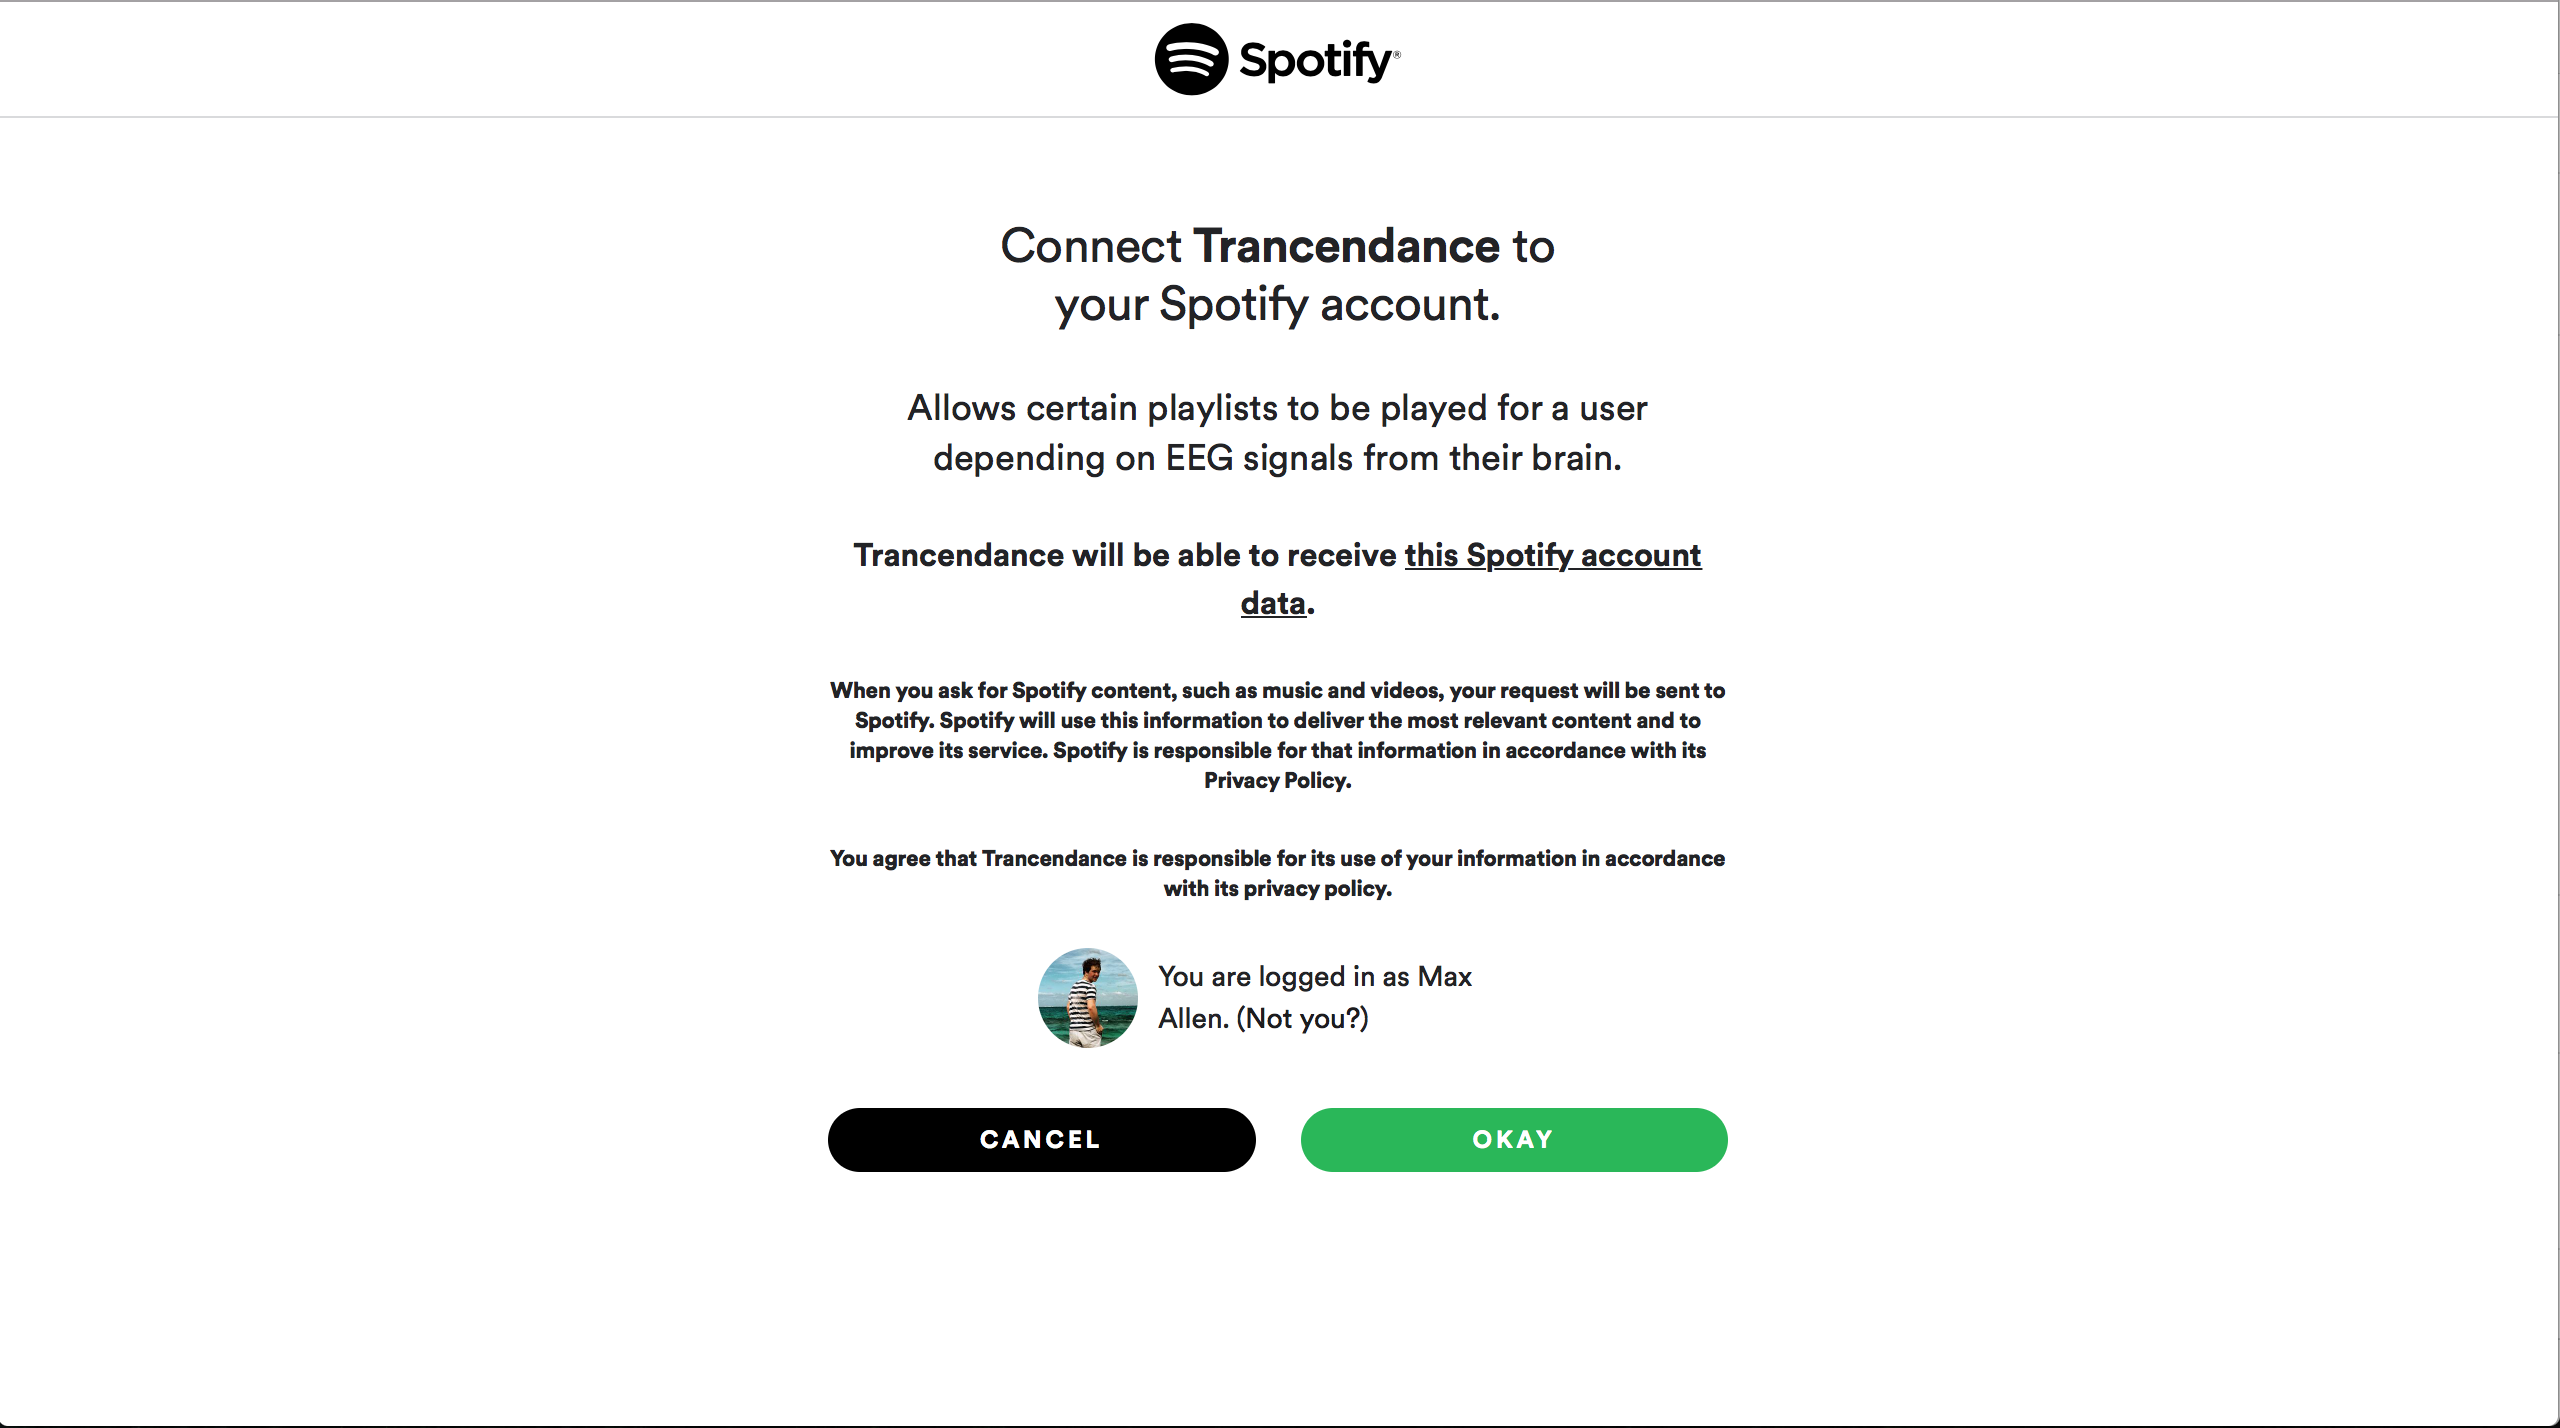 Spotify®
Connect Trancendance to
your Spotify account.
Allows certain playlists to be played for a user
depending on EEG signals from their brain.
Trancendance will be able to receive this Spotify account
data.
When you ask for Spotify content, such as music and videos, your request will be sent to
Spotify. Spotify will use this information to deliver the most relevant content and to
improve its service. Spotify is responsible for that information in accordance with its
Privacy Policy.
You agree that Trancendance is responsible for its use of your information in accordance
with its privacy policy.
You are logged in as Max
Allen. (Not you?)
CANCEL
OKAY